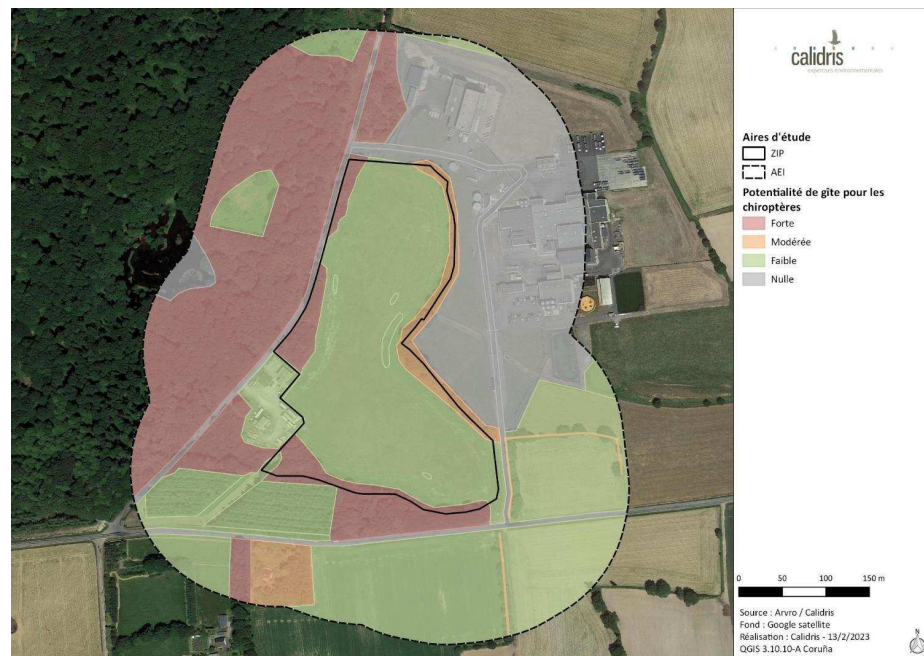 calidris
expertises environnementales
Aires d'étude
ZIP
AEI
Potentialité de gîte pour les
chiroptères
Forte
Modérée
Faible
Nulle
0 50 100 150 m
Source : Arvro / Calidris
Fond : Google satellite
Réalisation : Calidris - 13/2/2023
QGIS 3.10.10-A Coruña
N